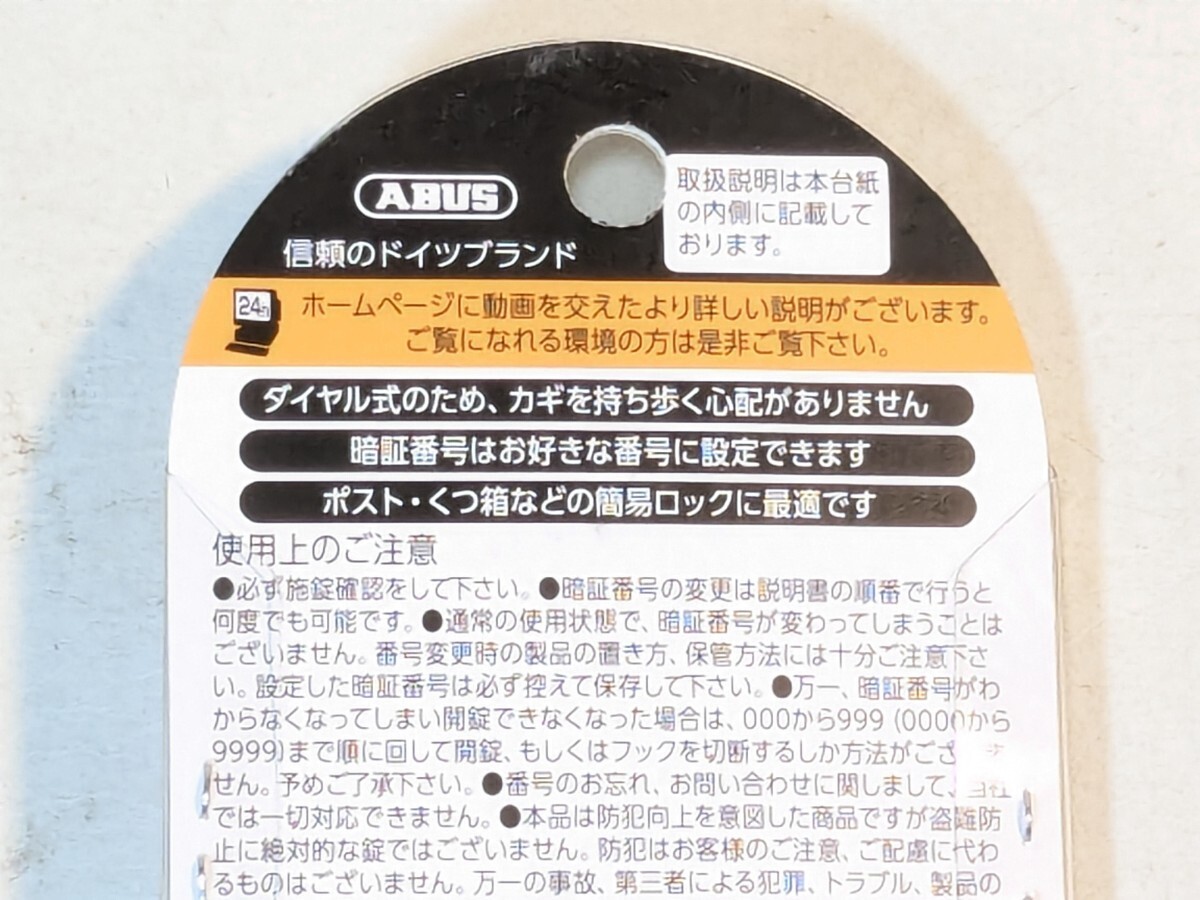 ABUS
信頼のドイツブランド
取扱説明は本台紙
の内側に記載して
おります。
24h
ホームページに動画を交えたより詳しい説明がございます。
ご覧になれる環境の方は是非ご覧下さい。
ダイヤル式のため、カギを持ち歩く心配がありません
暗証番号はお好きな番号に設定できます
ポスト・くつ箱などの簡易ロックに最適です
使用上のご注意
●必ず施錠確認をして下さい。●暗証番号の変更は説明書の順番で行うと
何度でも可能です。●通常の使用状態で、暗証番号が変わってしまうことは
ございません。番号変更時の製品の置き方、保管方法には十分ご注意下さ
い。設定した暗証番号は必ず控えて保存して下さい。●万一、暗証番号がわ
からなくなってしまい開錠できなくなった場合は、000から999 (0000から
9999)まで順に回して開錠、もしくはフックを切断するしか方法がござ
せん。予めご了承下さい。●番号のお忘れ、お問い合わせに関しまして、当社
では一切対応できません。●本品は防犯向上を意図した商品ですが盗難防
止に絶対的な錠ではございません。防犯はお客様のご注意、ご配慮に代わ
るものはございません。万一の事故、第三者による犯罪、トラブル、製品の